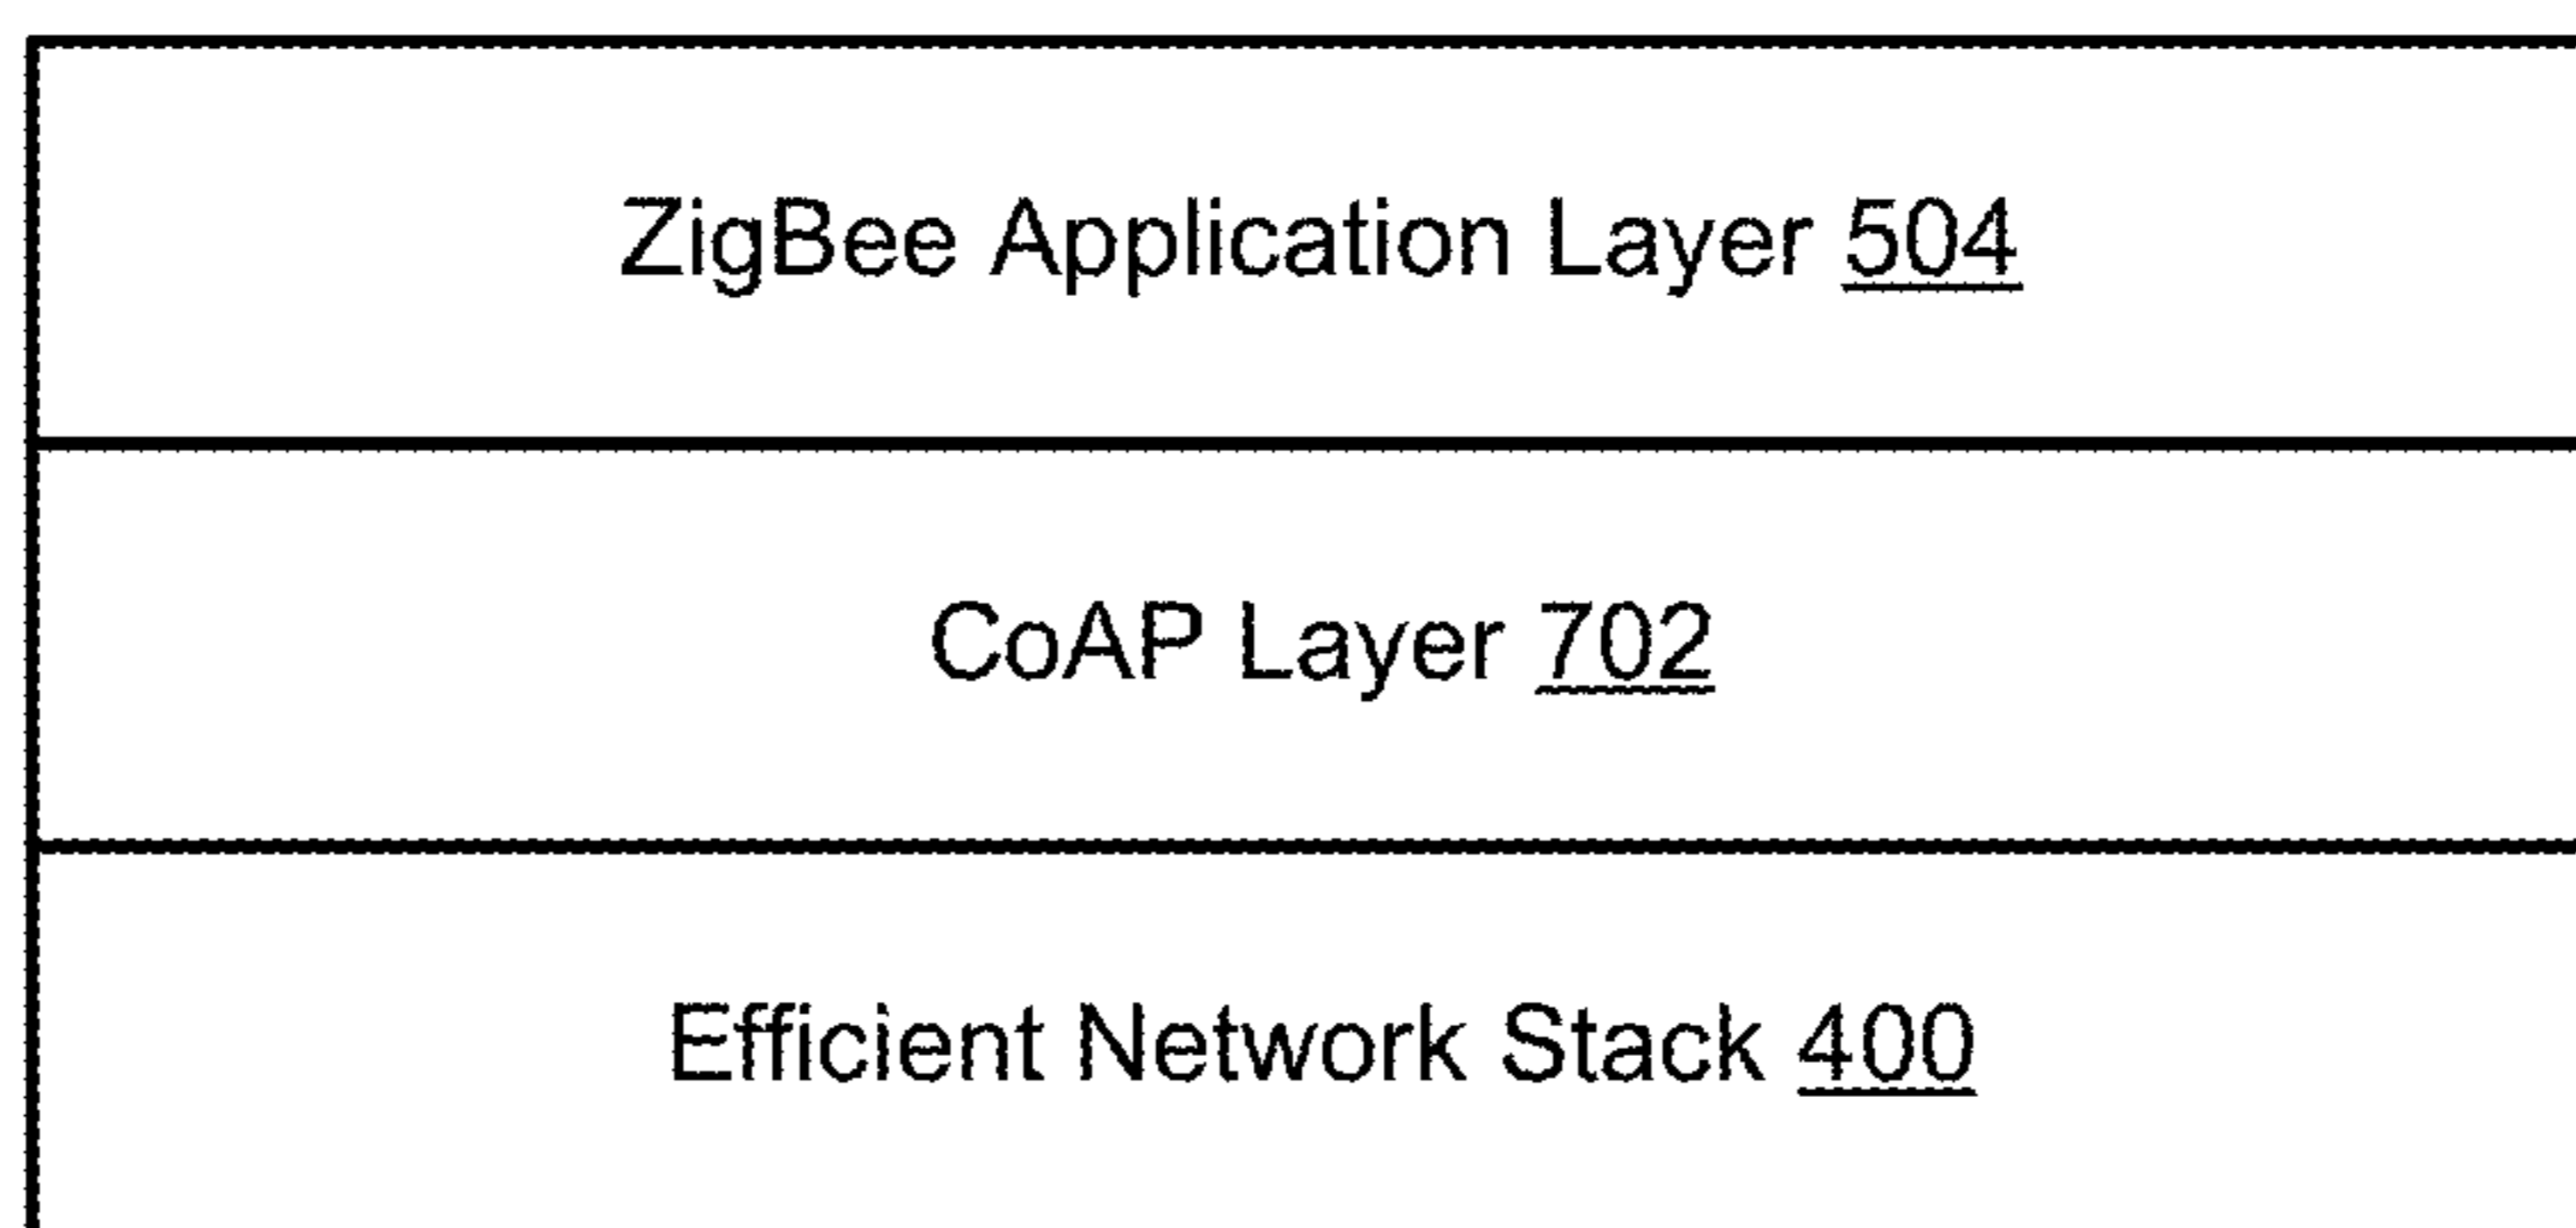 ZigBee Application Layer 504
CoAP Layer 702
Efficient Network Stack 400